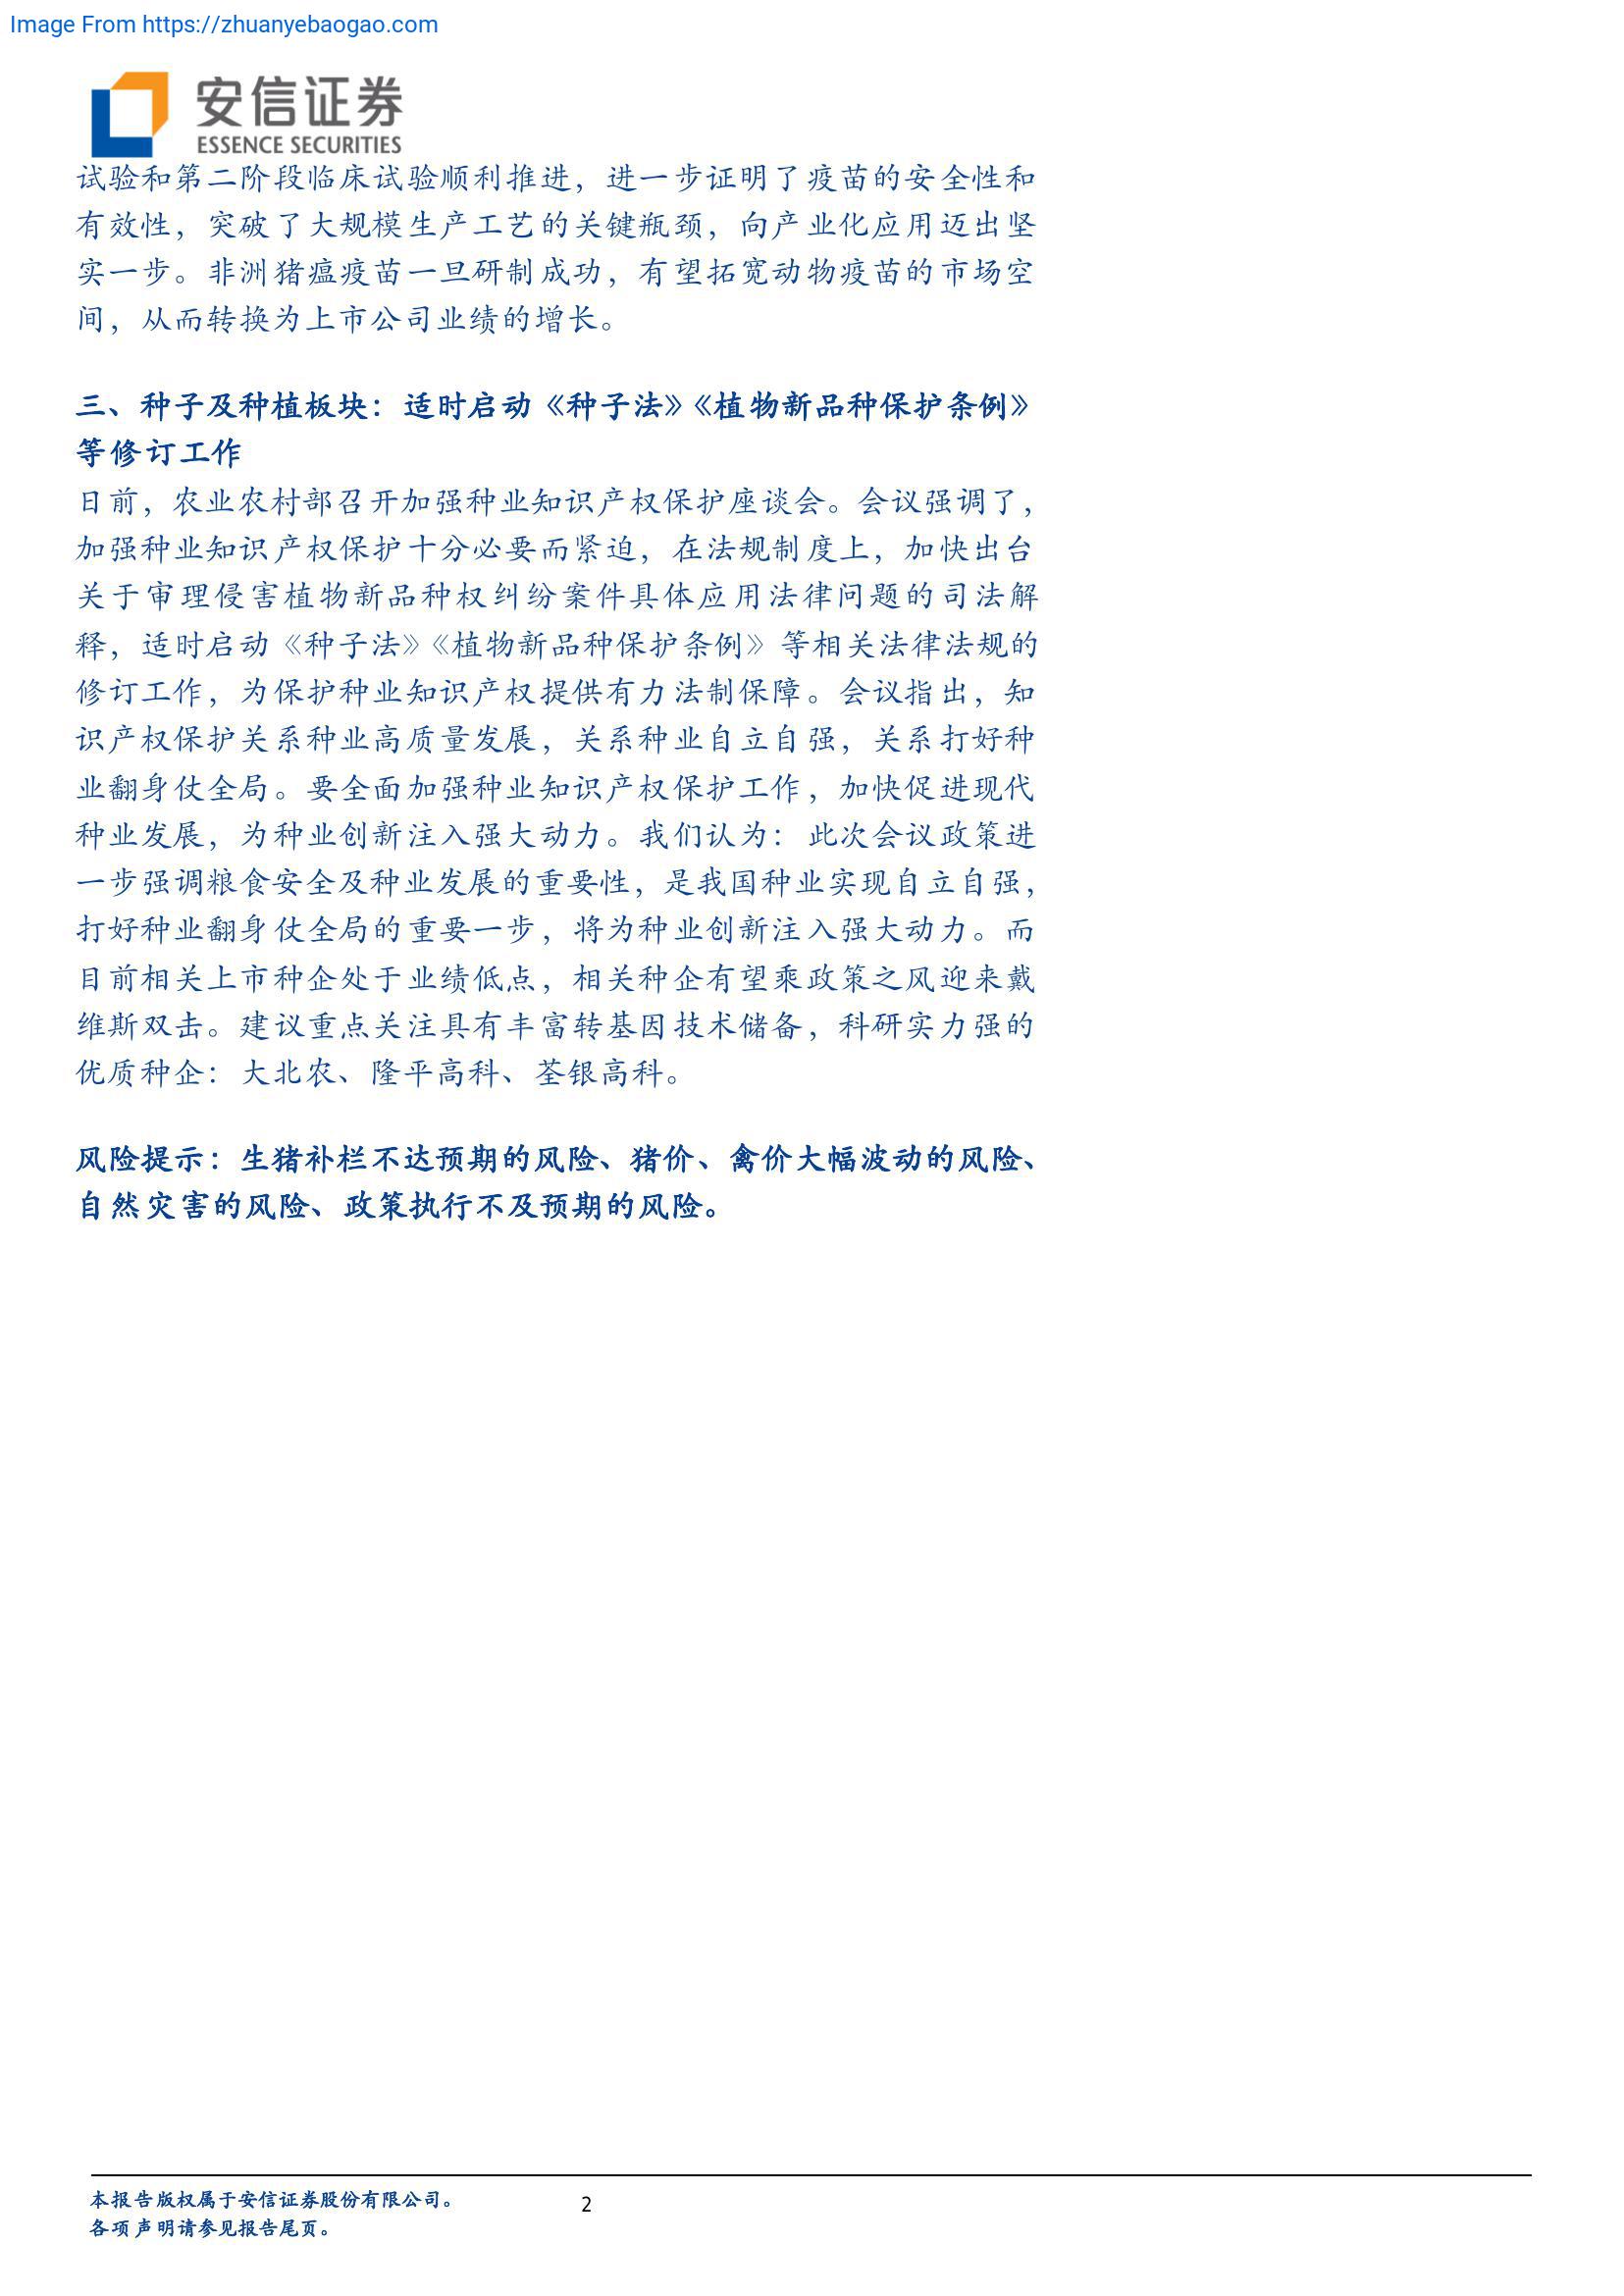 Image From https://zhuanyebaogao.com
安信证券
ESSENCE SECURITIES
试验和第二阶段临床试验顺利推进，进一步证明了疫苗的安全性和
有效性，突破了大规模生产工艺的关键瓶颈，向产业化应用迈出坚
实一步。非洲猪瘟疫苗一旦研制成功，有望拓宽动物疫苗的市场空
间，从而转换为上市公司业绩的增长。
三、种子及种植板块：适时启动《种子法》《植物新品种保护条例》
等修订工作
日前，农业农村部召开加强种业知识产权保护座谈会。会议强调了，
加强种业知识产权保护十分必要而紧迫，在法规制度上，加快出台
关于审理侵害植物新品种权纠纷案件具体应用法律问题的司法解
释，适时启动《种子法》《植物新品种保护条例》等相关法律法规的
修订工作，为保护种业知识产权提供有力法制保障。会议指出，知
识产权保护关系种业高质量发展，关系种业自立自强，关系打好种
业翻身仗全局。要全面加强种业知识产权保护工作，加快促进现代
种业发展，为种业创新注入强大动力。我们认为：此次会议政策进
一步强调粮食安全及种业发展的重要性，是我国种业实现自立自强，
打好种业翻身仗全局的重要一步，将为种业创新注入强大动力。而
目前相关上市种企处于业绩低点，相关种企有望乘政策之风迎来戴
维斯双击。建议重点关注具有丰富转基因技术储备，科研实力强的
优质种企：大北农、隆平高科、荃银高科。
风险提示：生猪补栏不达预期的风险、猪价、禽价大幅波动的风险、
自然灾害的风险、政策执行不及预期的风险。
本报告版权属于安信证券股份有限公司。
2
各项声明请参见报告尾页。